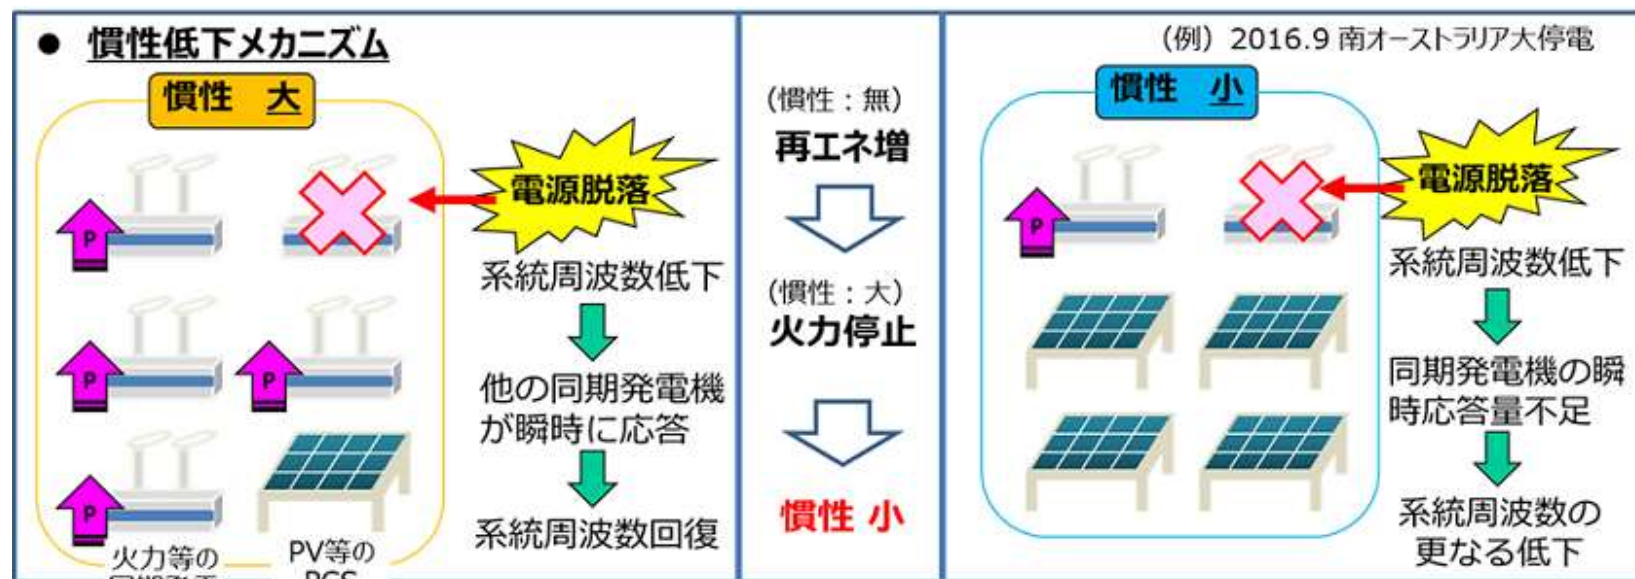 ● 慣性低下メカニズム
慣性 大
電源脱落
P
P
P
P
系統周波数低下
他の同期発電機
が瞬時に応答
系統周波数回復
火力等の
PV等の
PCS
(慣性：無)
再エネ増
(慣性：大)
火力停止
慣性 小
（例）2016.9 南オーストラリア大停電
慣性 小
電源脱落
P
系統周波数低下
同期発電機の瞬
時応答量不足
系統周波数の
更なる低下